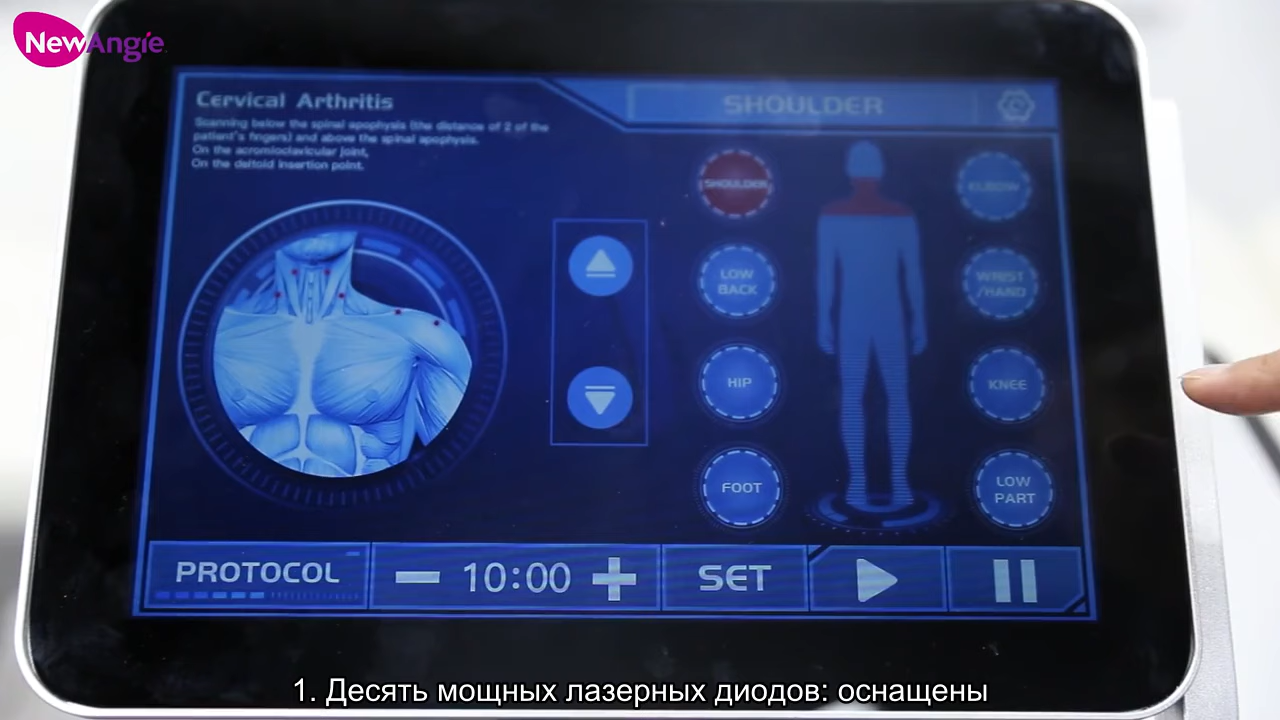 NewAngie
Cervical Arthritis
Scanning below the spinal apophysis (the distance of 2 of the
patient's fingers) and above the spinal apophysis.
On the acromioclavicular joint,
On the deltoid insertion point.
SHOULDER
SHOULDER
ELBOW
LOW
BACK
WRIST
/HAND
HIP
KNEE
FOOT
LOW
PART
PROTOCOL
10:00
SET
1. Десять мощных лазерных диодов: оснащены